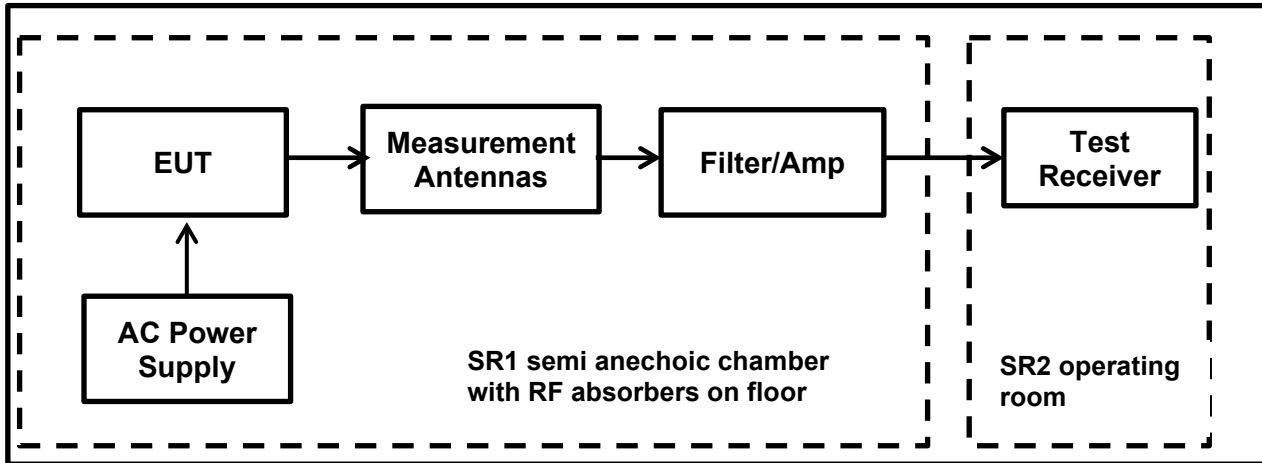 EUT
Measurement
Antennas
Filter/Amp
Test
Receiver
AC Power
Supply
SR1 semi anechoic chamber
with RF absorbers on floor
SR2 operating
room